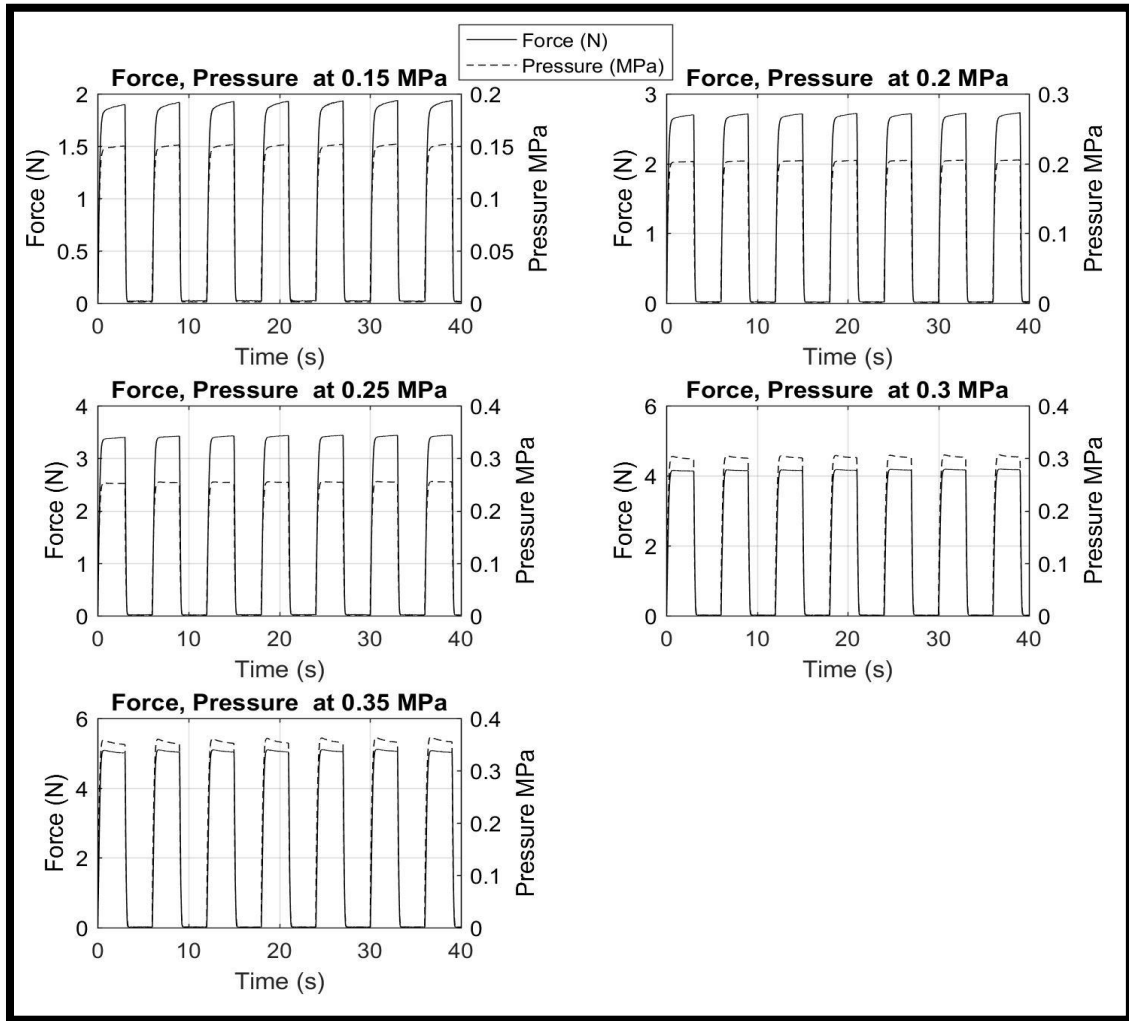 Force (N)
Pressure (MPa)
Force, Pressure at 0.15 MPa
2
1.5
1
0.5
0
Force (N)
0.2
0.15
0.1
0.05
0
Pressure MPa
0 10 20 30 40
Time (s)
Force, Pressure at 0.2 MPa
3
2
1
0
Force (N)
0.3
0.2
0.1
0
Pressure MPa
0 10 20 30 40
Time (s)
Force, Pressure at 0.25 MPa
4
3
2
1
0
Force (N)
0.4
0.3
0.2
0.1
0
Pressure MPa
0 10 20 30 40
Time (s)
Force, Pressure at 0.3 MPa
6
4
2
0
Force (N)
0.4
0.3
0.2
0.1
0
Pressure MPa
0 10 20 30 40
Time (s)
Force, Pressure at 0.35 MPa
6
4
2
0
Force (N)
0.4
0.3
0.2
0.1
0
Pressure MPa
0 10 20 30 40
Time (s)